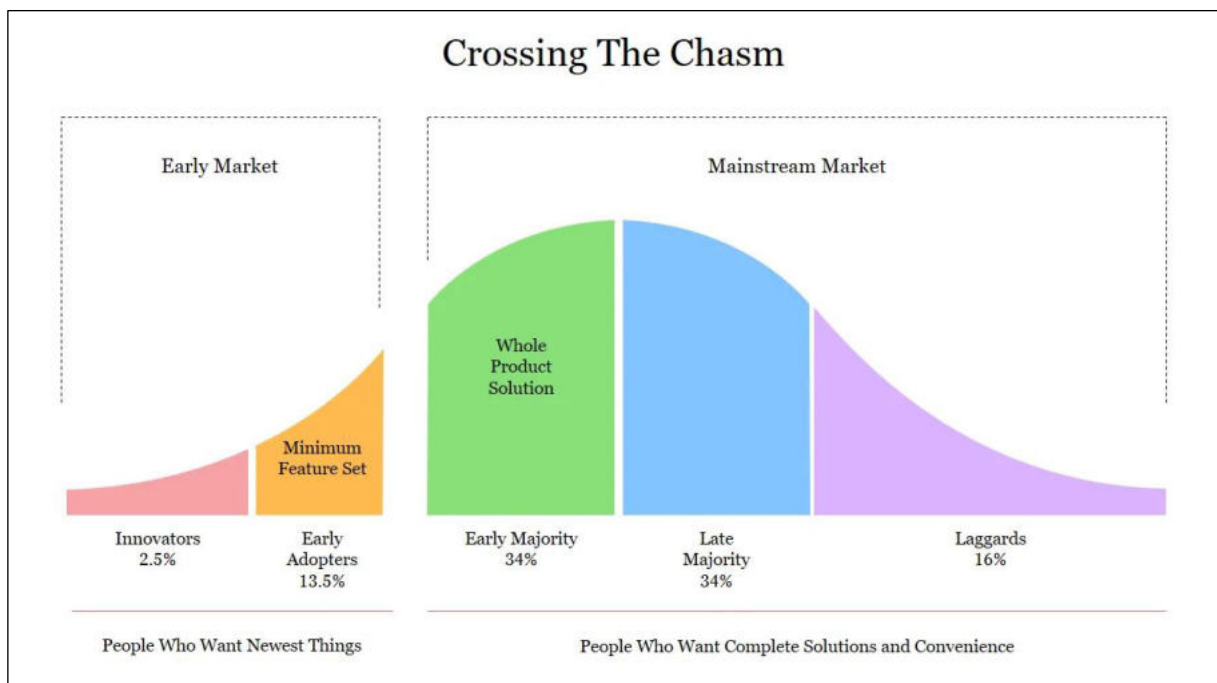 Crossing The Chasm
Early Market
Mainstream Market
Whole
Product
Solution
Minimum
Feature Set
Innovators
2.5%
Early
Adopters
13.5%
Early Majority
34%
Late
Majority
34%
Laggards
16%
People Who Want Newest Things
People Who Want Complete Solutions and Convenience